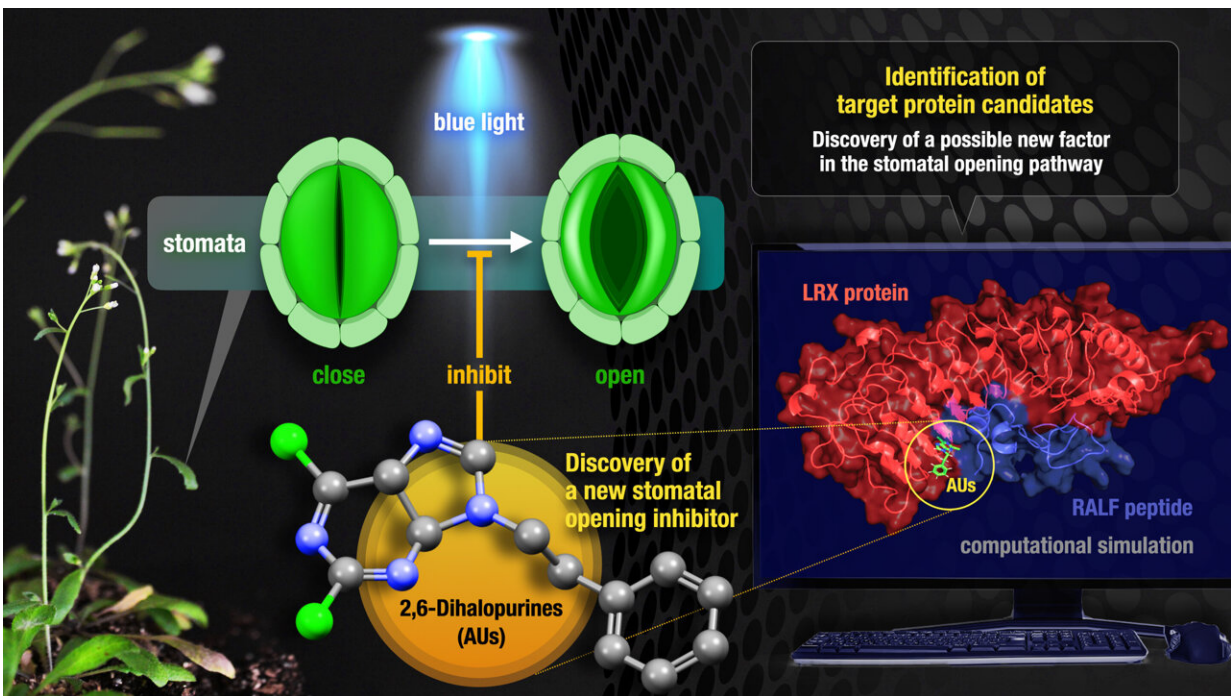 blue light
stomata
close
inhibit
open
Discovery of
a new stomatal
opening inhibitor
2,6-Dihalopurines
(AUs)
Identification of
target protein candidates
Discovery of a possible new factor
in the stomatal opening pathway
LRX protein
AUs
RALF peptide
computational simulation